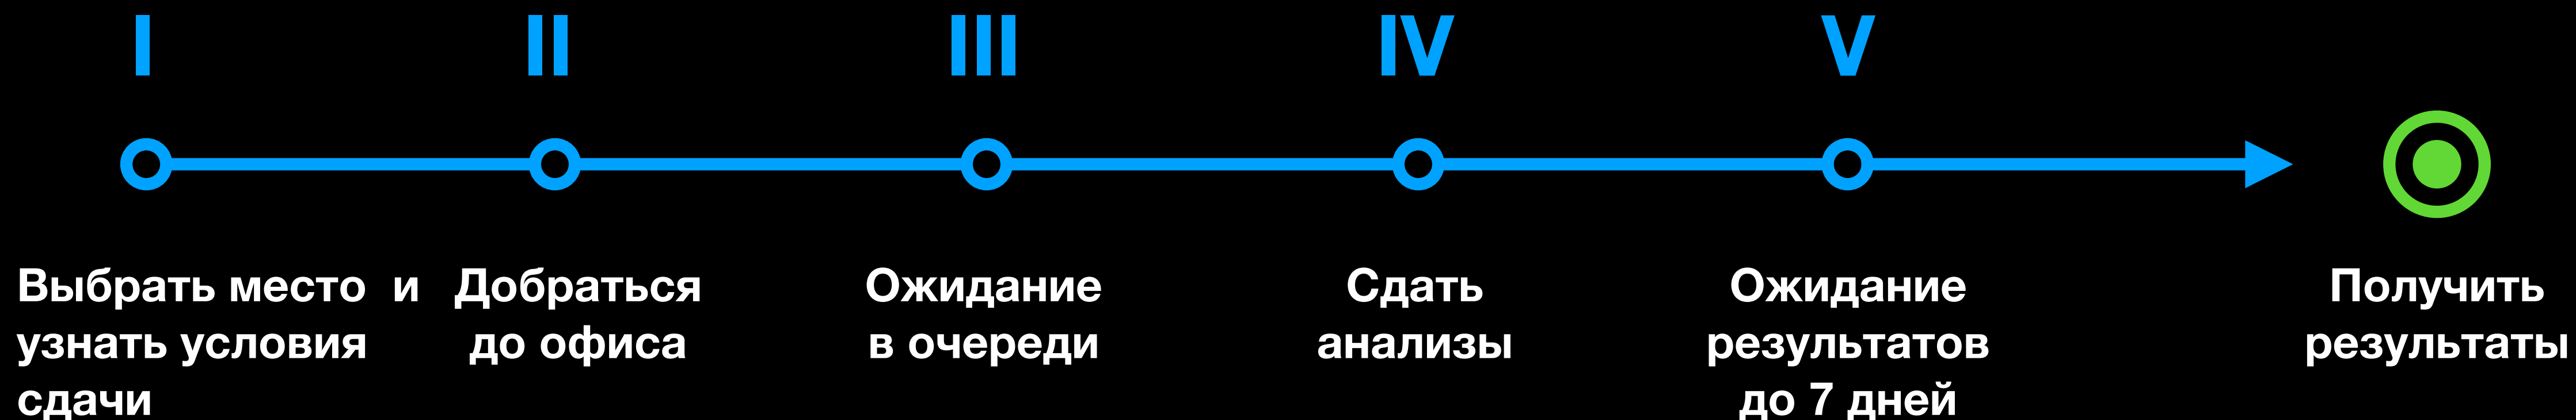 I
II
III
IV
V
Выбрать место и
узнать условия
сдачи
Добраться
до офиса
Ожидание
в очереди
Сдать
анализы
Ожидание
результатов
до 7 дней
Получить
результаты